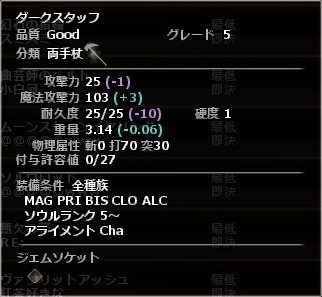 ダークスタッフ
品質 Good グレード 5
分類 両手杖
攻撃力 25 (-1)
魔法攻撃力 103 (+3)
耐久度 25/25 (-10) 硬度 1
重量 3.14 (-0.06)
物理属性 斬0 打70 突30
付与許容値 0/27
装備条件 全種族
MAG PRI BIS CLO ALC
ソウルランク 5～
アライメント Cha
ジェムソケット